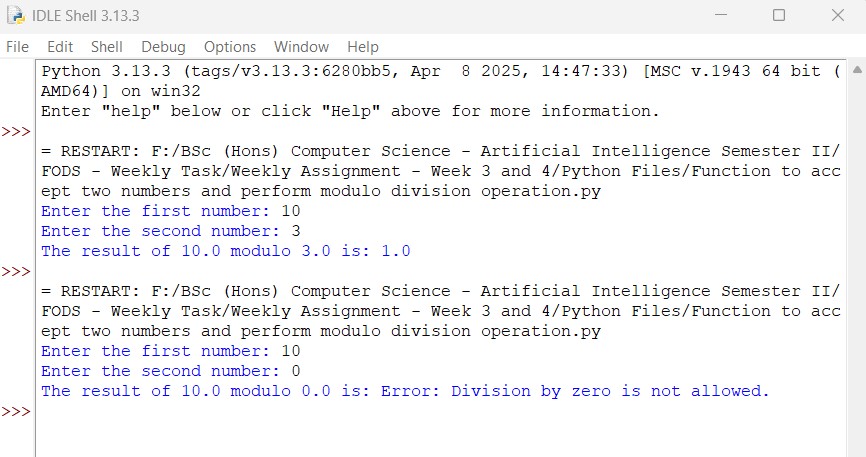 IDLE Shell 3.13.3
File Edit Shell Debug Options Window Help
Python 3.13.3 (tags/v3.13.3:6280bb5, Apr  8 2025, 14:47:33) [MSC v.1943 64 bit (
AMD64)] on win32
Enter "help" below or click "Help" above for more information.
>>>
= RESTART: F:/BSc (Hons) Computer Science - Artificial Intelligence Semester II/
FODS - Weekly Task/Weekly Assignment - Week 3 and 4/Python Files/Function to acc
ept two numbers and perform modulo division operation.py
Enter the first number: 10
Enter the second number: 3
The result of 10.0 modulo 3.0 is: 1.0
>>>
= RESTART: F:/BSc (Hons) Computer Science - Artificial Intelligence Semester II/
FODS - Weekly Task/Weekly Assignment - Week 3 and 4/Python Files/Function to acc
ept two numbers and perform modulo division operation.py
Enter the first number: 10
Enter the second number: 0
The result of 10.0 modulo 0.0 is: Error: Division by zero is not allowed.
>>>